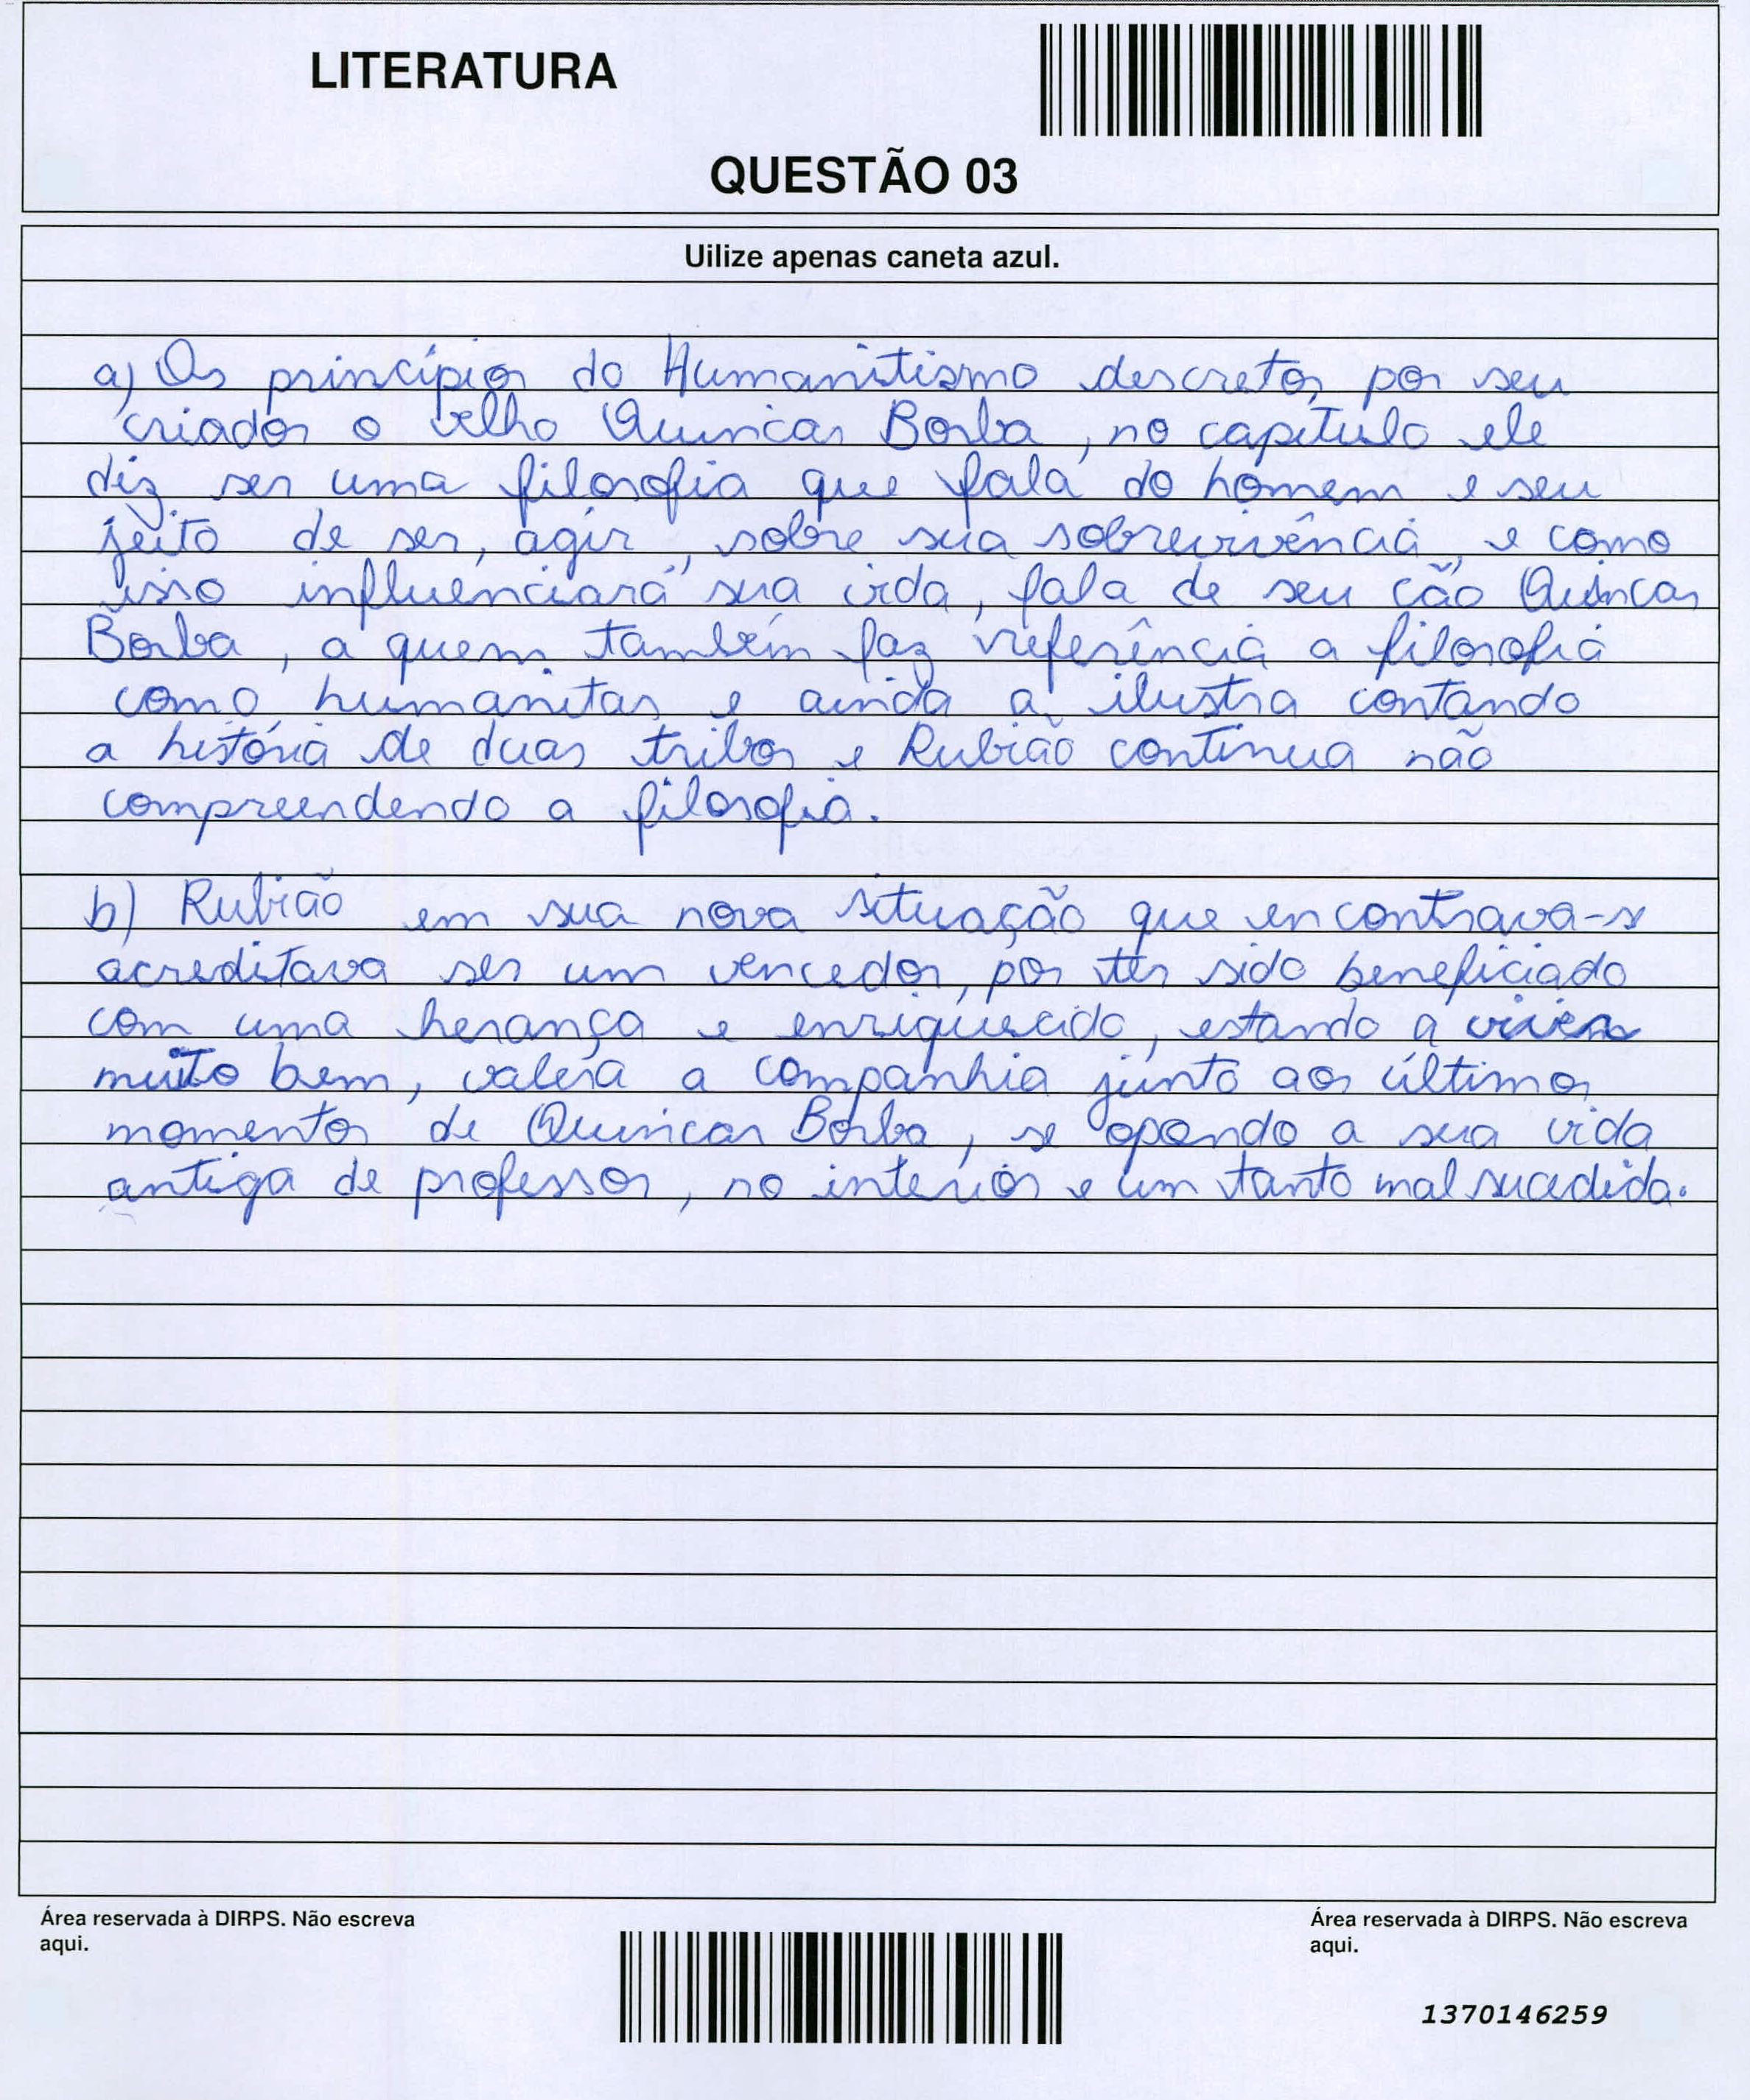 LITERATURA
QUESTÃO 03
Uilize apenas caneta azul.
a) Os princípios do Humanitismo descretos por seu
criador o velho Quincas Borba, no capítulo ele
diz ser uma filosofia que fala do homem e seu
jeito de ser, agir, sobre sua sobrevivência, e como
isso influenciará sua vida, fala de seu cão Quincas
Borba, a quem também faz referência a filosofia
como humanitas e ainda a ilustra contando
a história de duas tribos e Rubião continua não
compreendendo a filosofia.
b) Rubião em sua nova situação que encontrava-se
acreditava ser um vencedor, por ter sido beneficiado
com uma herança e enriquecido, estando a viver
muito bem, valera a companhia junto aos últimos
momentos de Quincas Borba, se opondo a sua vida
antiga de professor, no interior e um tanto mal sucedida.
Área reservada à DIRPS. Não escreva
aqui.
Área reservada à DIRPS. Não escreva
aqui.
1370146259